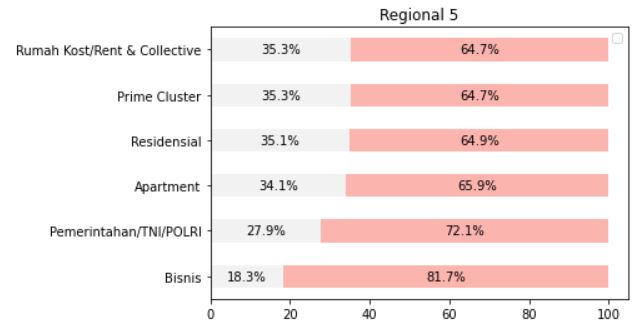 Regional 5
Rumah Kost/Rent & Collective 35.3% 64.7%
Prime Cluster 35.3% 64.7%
Residensial 35.1% 64.9%
Apartment 34.1% 65.9%
Pemerintahan/TNI/POLRI 27.9% 72.1%
Bisnis 18.3% 81.7%
0 20 40 60 80 100